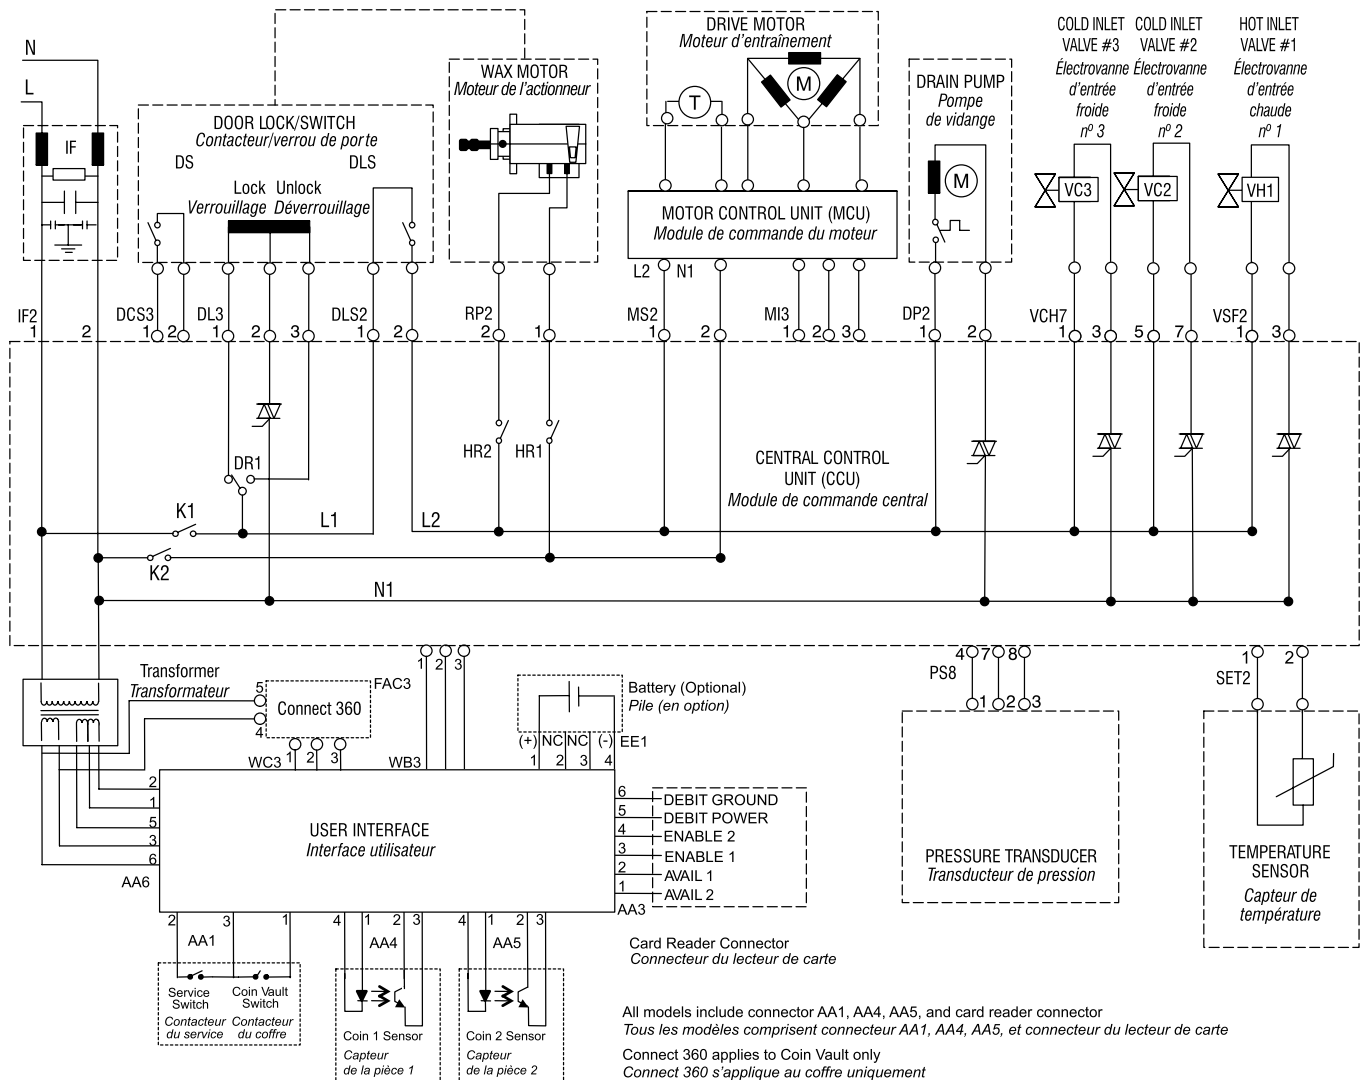 N
L
IF
DOOR LOCK/SWITCH
Contacteur/verrou de porte
DS
DLS
Lock Unlock
Verrouillage Déverrouillage
WAX MOTOR
Moteur de l'actionneur
DRIVE MOTOR
Moteur d'entraînement
T
M
MOTOR CONTROL UNIT (MCU)
Module de commande du moteur
L2 N1
DRAIN PUMP
Pompe
de vidange
M
COLD INLET
VALVE #3
Électrovanne
d'entrée
froide
nº 3
VC3
COLD INLET
VALVE #2
Électrovanne
d'entrée
froide
nº 2
VC2
HOT INLET
VALVE #1
Électrovanne
d'entrée
chaude
nº 1
VH1
IF2
1 2
DCS3
1 2
DL3
1 2 3
DLS2
1 2
RP2
2 1
MS2
1 2
MI3
1 2 3
DP2
1 2
VCH7
1 3 5 7
VSF2
1 3
DR1
HR2
HR1
CENTRAL CONTROL
UNIT (CCU)
Module de commande central
K1
L1
L2
K2
N1
Transformer
Transformateur
5
4
FAC3
Connect 360
WC3
1 2 3
WB3
1 2 3
Battery (Optional)
Pile (en option)
(+) NC NC (-) EE1
1 2 3 4
PS8
4 7 8
1 2 3
PRESSURE TRANSDUCER
Transducteur de pression
SET2
1 2
TEMPERATURE
SENSOR
Capteur de
température
2
1
5
3
6
AA6
USER INTERFACE
Interface utilisateur
6 DEBIT GROUND
5 DEBIT POWER
4 ENABLE 2
3 ENABLE 1
2 AVAIL 1
1 AVAIL 2
AA3
Card Reader Connector
Connecteur du lecteur de carte
2 3 1
AA1
Service
Switch
Contacteur
du service
Coin Vault
Switch
Contacteur
du coffre
4 1 2 3
AA4
Coin 1 Sensor
Capteur
de la pièce 1
4 1 2 3
AA5
Coin 2 Sensor
Capteur
de la pièce 2
All models include connector AA1, AA4, AA5, and card reader connector
Tous les modèles comprisent connecteur AA1, AA4, AA5, et connecteur du lecteur de carte
Connect 360 applies to Coin Vault only
Connect 360 s'applique au coffre uniquement